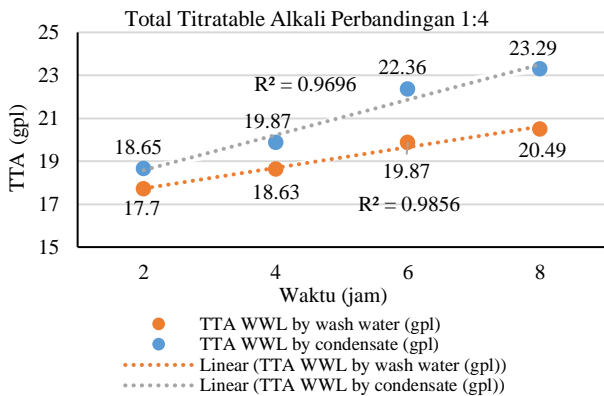 Total Titratable Alkali Perbandingan 1:4
25
23.29
22.36
23
R² = 0.9696
19.87
21
18.65
TTA (gpl)
19
20.49
19.87
18.63
17.7
17
R² = 0.9856
15
2 4 6 8
Waktu (jam)
TTA WWL by wash water (gpl)
TTA WWL by condensate (gpl)
Linear (TTA WWL by wash water (gpl))
Linear (TTA WWL by condensate (gpl))